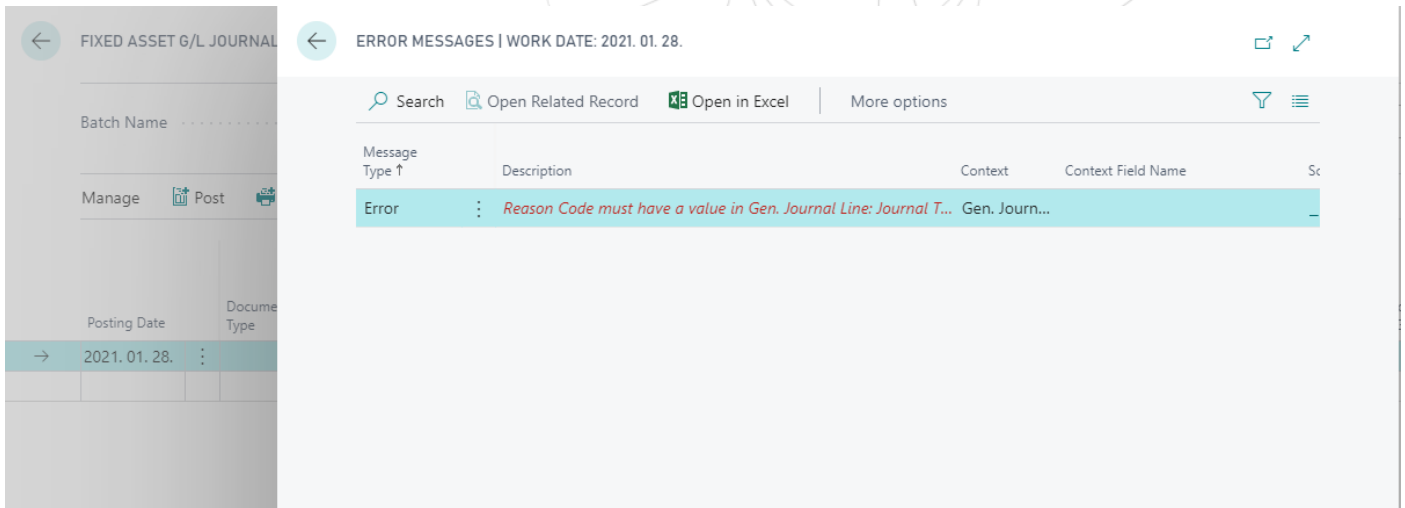 FIXED ASSET G/L JOURNAL
ERROR MESSAGES | WORK DATE: 2021. 01. 28.
Search Open Related Record Open in Excel More options
Batch Name
Message
Type ↑ Description Context Context Field Name
Manage Post
Error Reason Code must have a value in Gen. Journal Line: Journal T... Gen. Journ...
Posting Date
Type
2021. 01. 28.